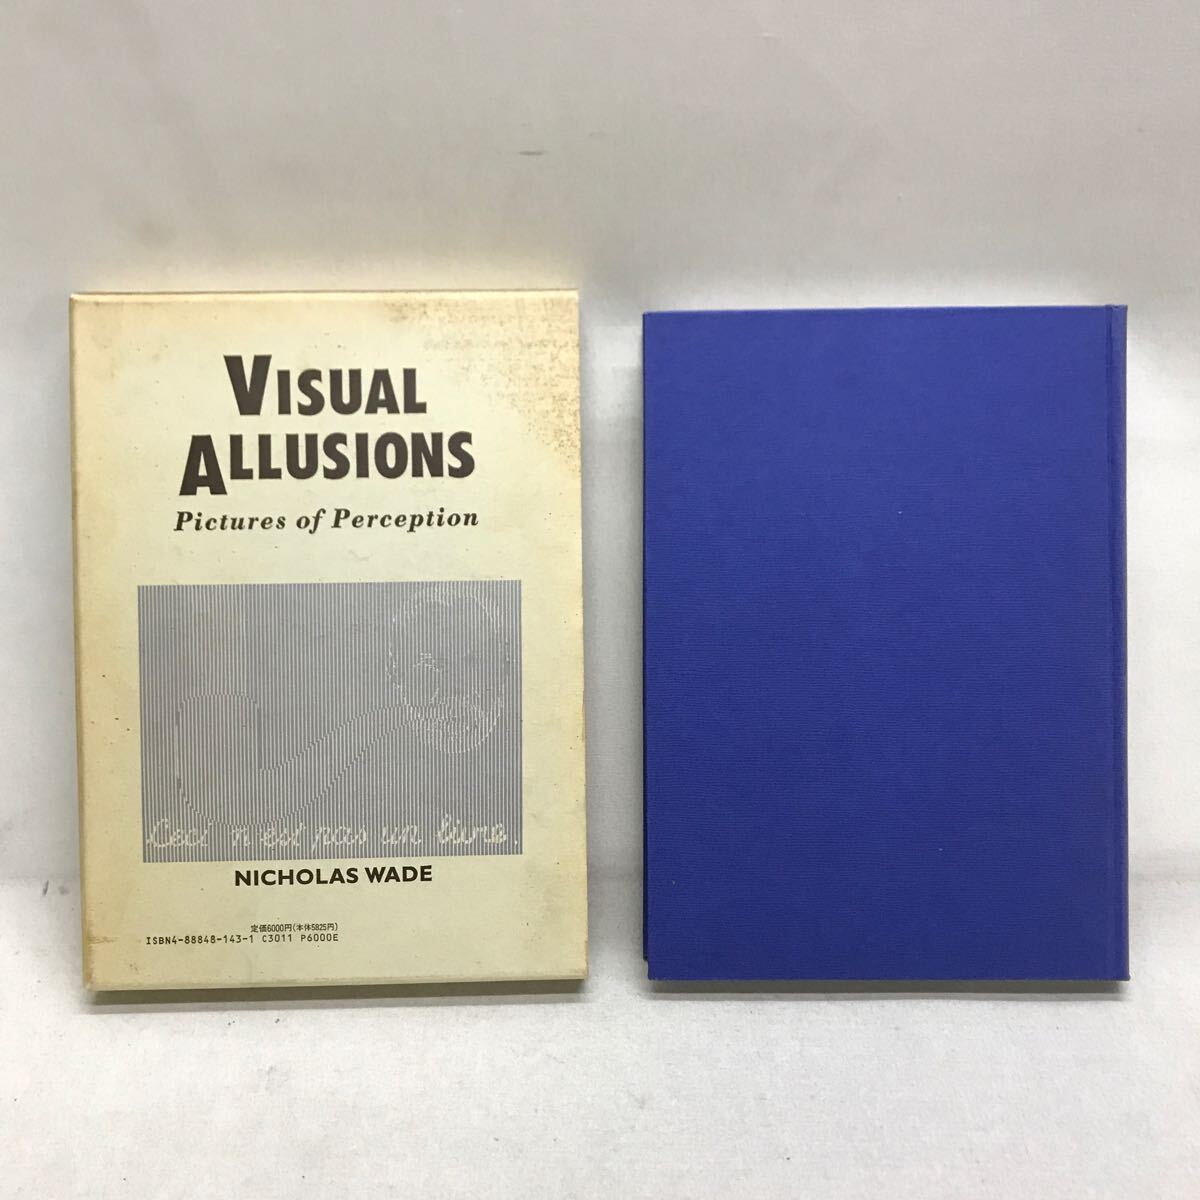 VISUAL
ALLUSIONS
Pictures of Perception
Ceci n'est pas un livre.
NICHOLAS WADE
定価6000円(本体5825円)
ISBN4-88848-143-1 C3011 P6000E